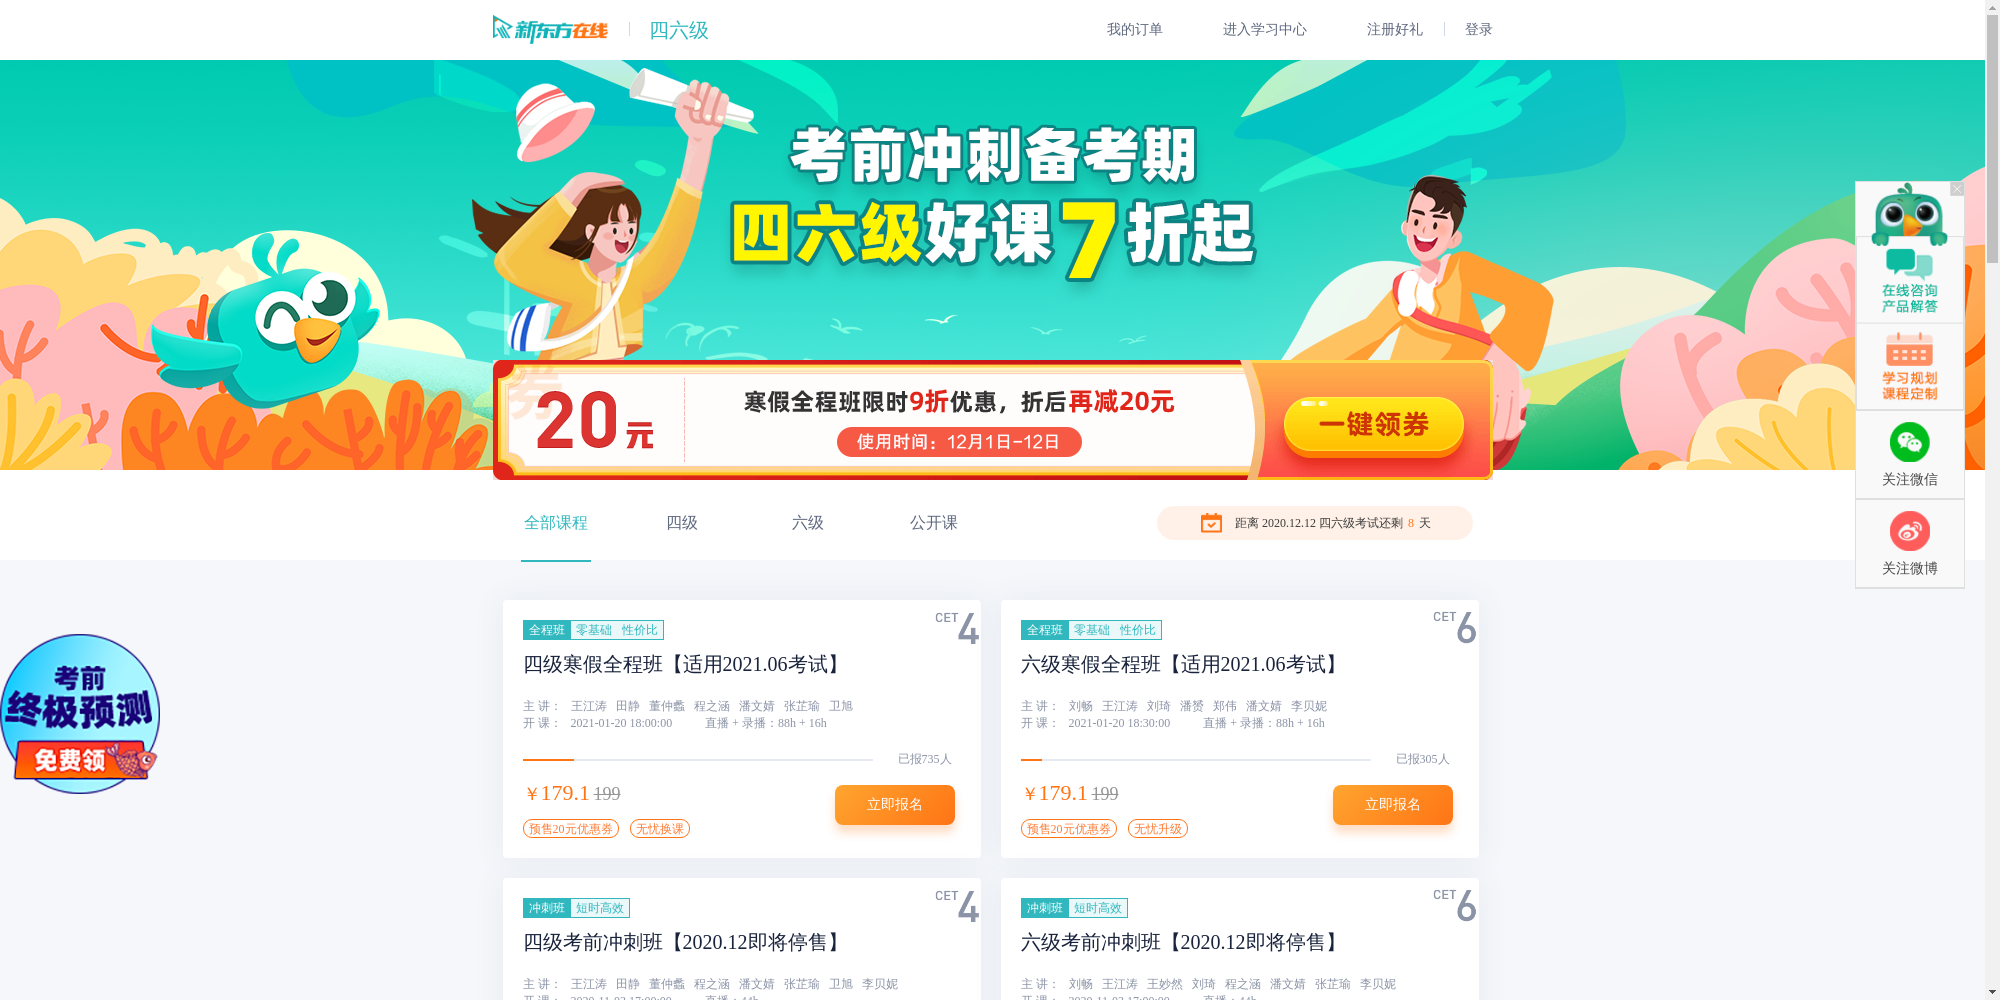 新东方在线
四六级
我的订单
进入学习中心
注册好礼
登录
考前冲刺备考期
四六级好课7折起
券
20元
寒假全程班限时9折优惠，折后再减20元
使用时间：12月1日-12日
一键领券
在线咨询
产品解答
学习规划
课程定制
关注微信
关注微博
全部课程
四级
六级
公开课
距离 2020.12.12 四六级考试还剩 8 天
考前
终极预测
免费领
全程班 零基础 性价比
CET4
四级寒假全程班【适用2021.06考试】
主 讲： 王江涛 田静 董仲蠡 程之涵 潘文婧 张芷瑜 卫旭
开 课： 2021-01-20 18:00:00 直播 + 录播：88h + 16h
已报735人
￥179.1 199
立即报名
预售20元优惠券 无忧换课
全程班 零基础 性价比
CET6
六级寒假全程班【适用2021.06考试】
主 讲： 刘畅 王江涛 刘琦 潘赟 郑伟 潘文婧 李贝妮
开 课： 2021-01-20 18:30:00 直播 + 录播：88h + 16h
已报305人
￥179.1 199
立即报名
预售20元优惠券 无忧升级
冲刺班 短时高效
CET4
四级考前冲刺班【2020.12即将停售】
主 讲： 王江涛 田静 董仲蠡 程之涵 潘文婧 张芷瑜 卫旭 李贝妮
冲刺班 短时高效
CET6
六级考前冲刺班【2020.12即将停售】
主 讲： 刘畅 王江涛 王妙然 刘琦 程之涵 潘文婧 张芷瑜 李贝妮